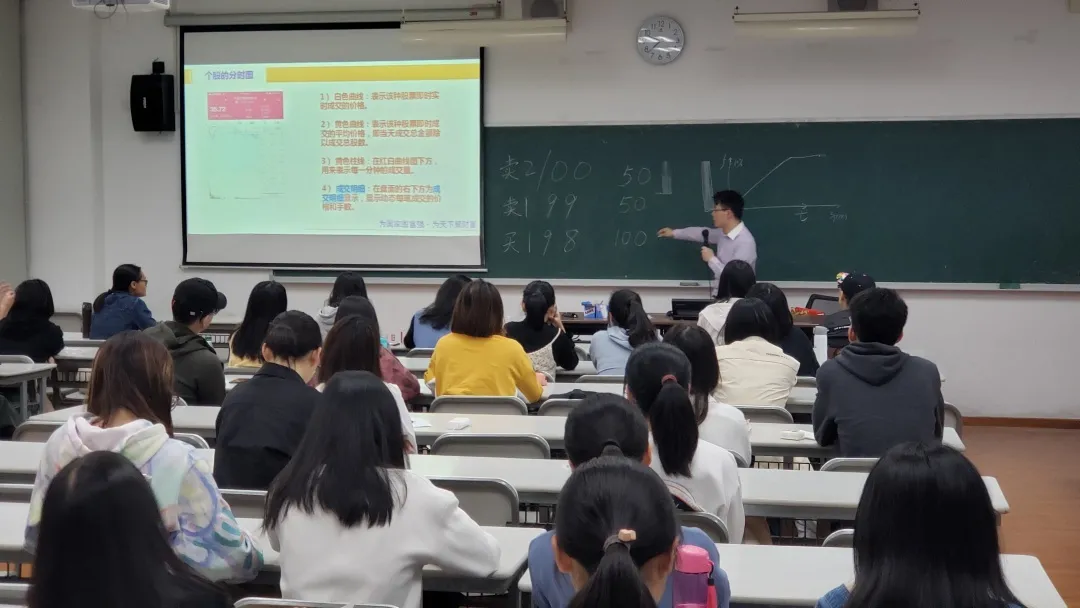 个股的分时图
1） 白色曲线：表示该种股票即时实
时成交的价格。
2） 黄色曲线：表示该种股票即时成
交的平均价格，即当天成交总金额除
以成交总股数。
3） 黄色柱线：在红白曲线图下方，
用来表示每一分钟的成交量。
4） 成交明细：在盘面的右下方为成
交明细显示，显示动态每笔成交的价
格和手数。
卖2 100 50
卖1 99 50
买1 98 100